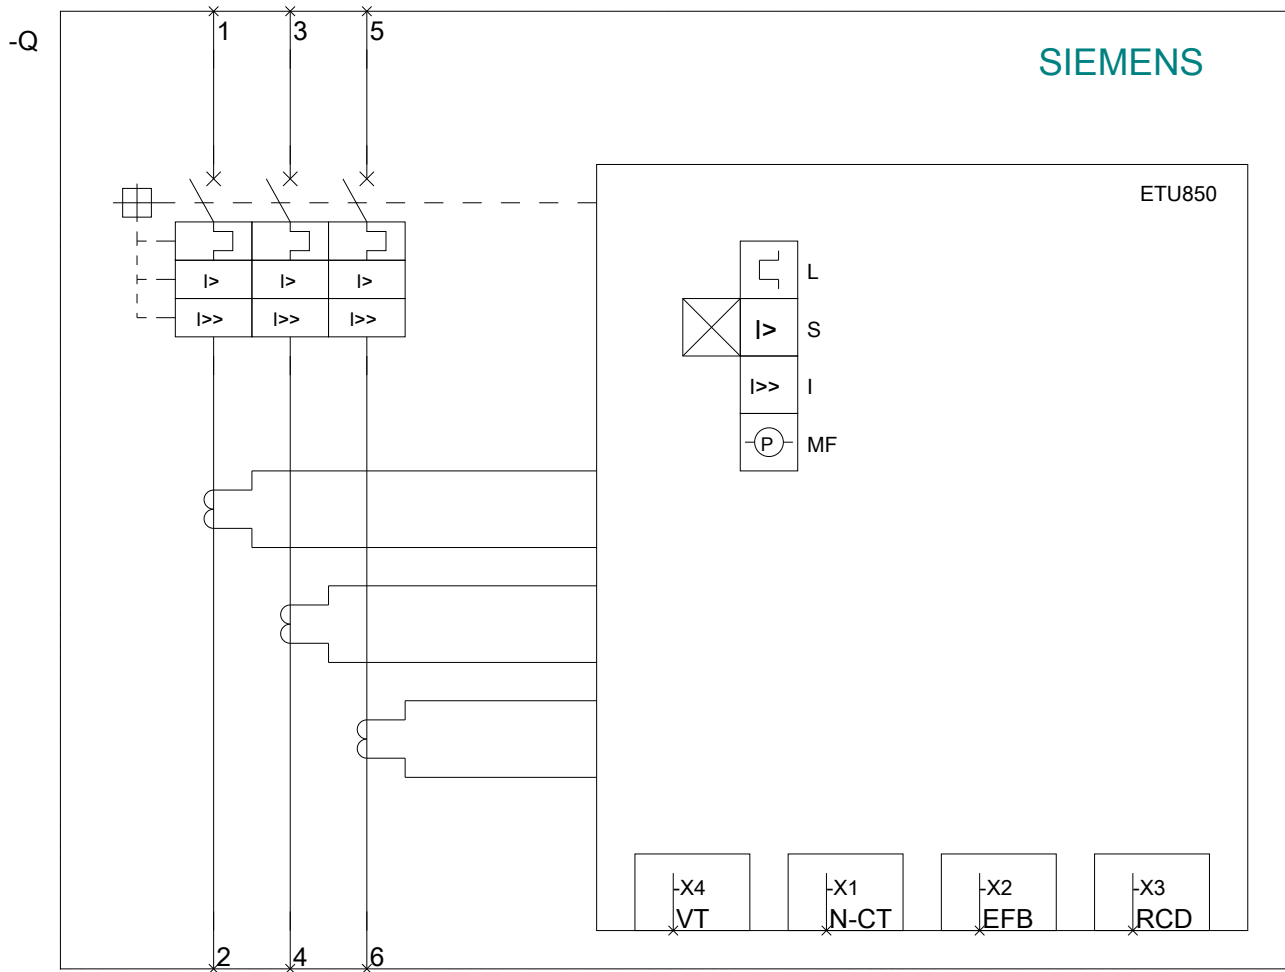 1 3 5
-Q
SIEMENS
ETU850
L
I> I> I>
I>> I>> I>>
I> S
I>> I
P MF
-X4 -X1 -X2 -X3
VT N-CT EFB RCD
2 4 6